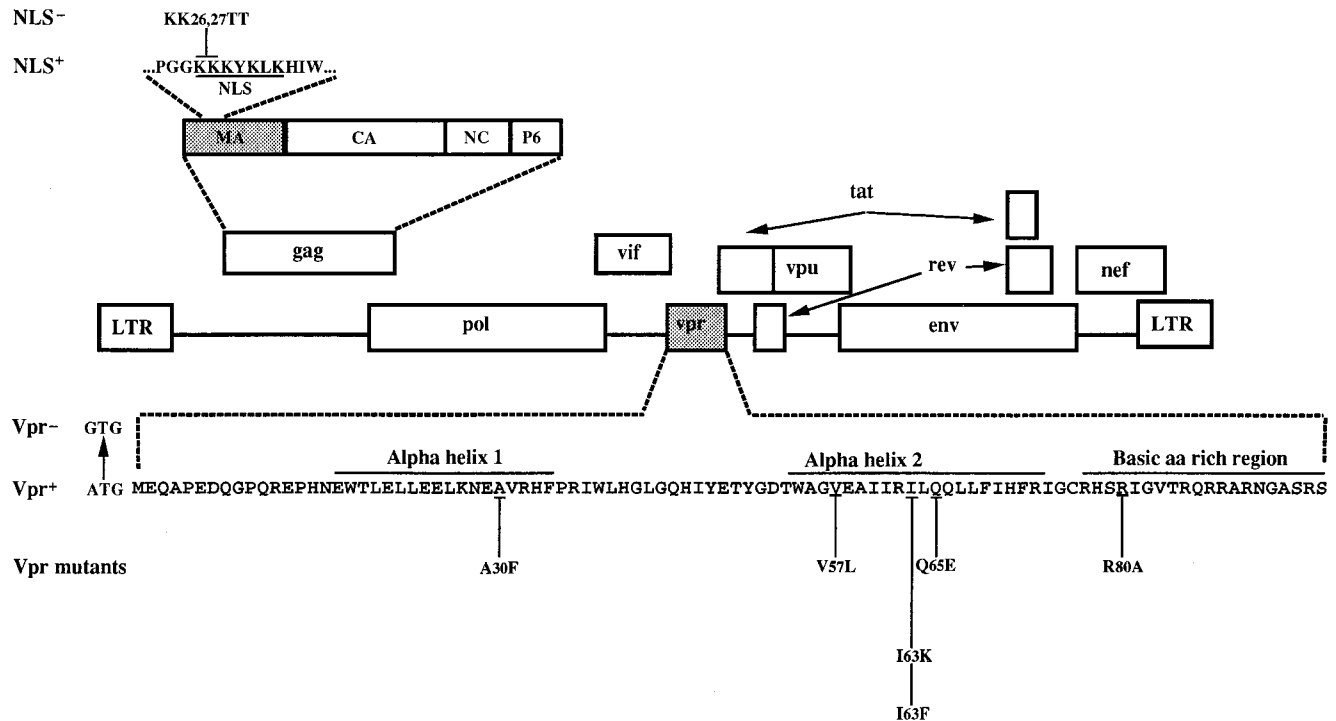 NLS− KK26,27TT
NLS+ ...PGGKKKYKLKHIW...
NLS
MA CA NC P6
tat
gag vif vpu rev nef
LTR pol vpr env LTR
Vpr− GTG
Alpha helix 1 Alpha helix 2 Basic aa rich region
Vpr+ ATG MEQAPEDQGPQREPHNEWTLELLEELKNEAVRHFPRIWLHGLGQHIYETYGDTWAGVEAIIRILQQLLFIHFRIGCRHSRIGVTRQRRARNGASRS
Vpr mutants A30F V57L Q65E R80A
I63K
I63F